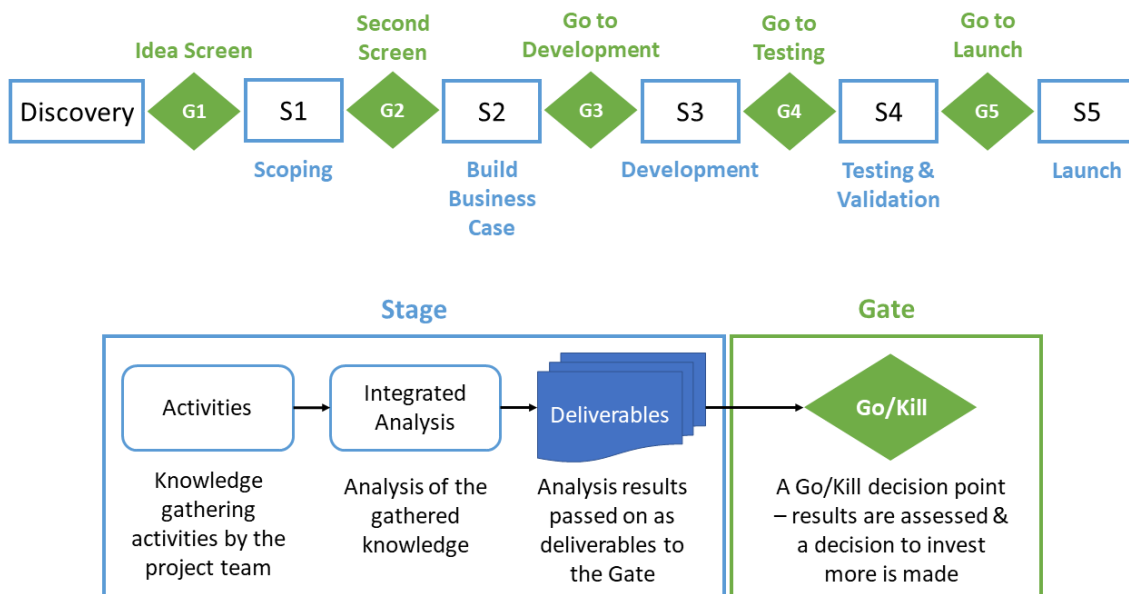 Idea Screen
Second
Screen
Go to
Development
Go to
Testing
Go to
Launch
Discovery
G1
S1
G2
S2
G3
S3
G4
S4
G5
S5
Scoping
Build
Business
Case
Development
Testing &
Validation
Launch
Stage
Gate
Activities
Integrated
Analysis
Deliverables
Go/Kill
Knowledge
gathering
activities by the
project team
Analysis of the
gathered
knowledge
Analysis results
passed on as
deliverables to
the Gate
A Go/Kill decision point
– results are assessed &
a decision to invest
more is made